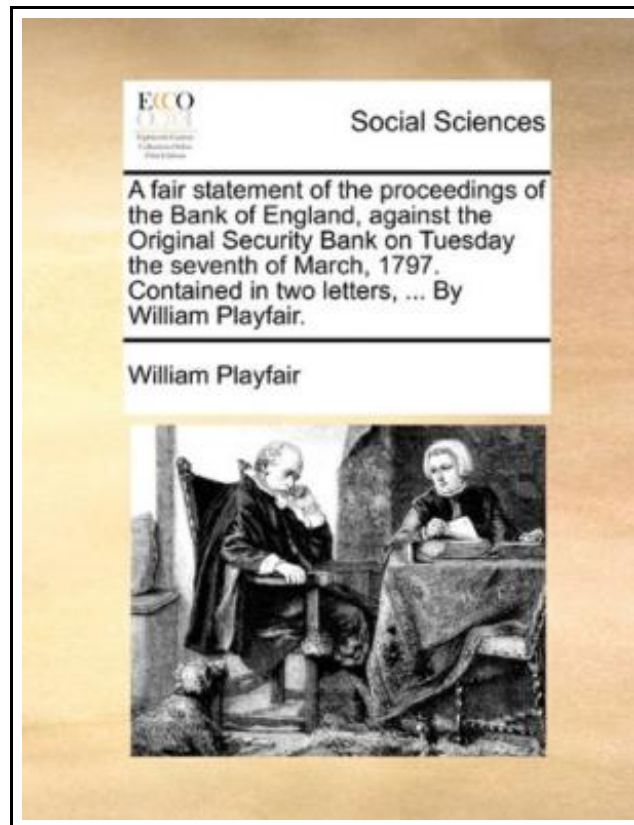 ECCO
Social Sciences
A fair statement of the proceedings of
the Bank of England, against the
Original Security Bank on Tuesday
the seventh of March, 1797.
Contained in two letters, ... By
William Playfair.
William Playfair